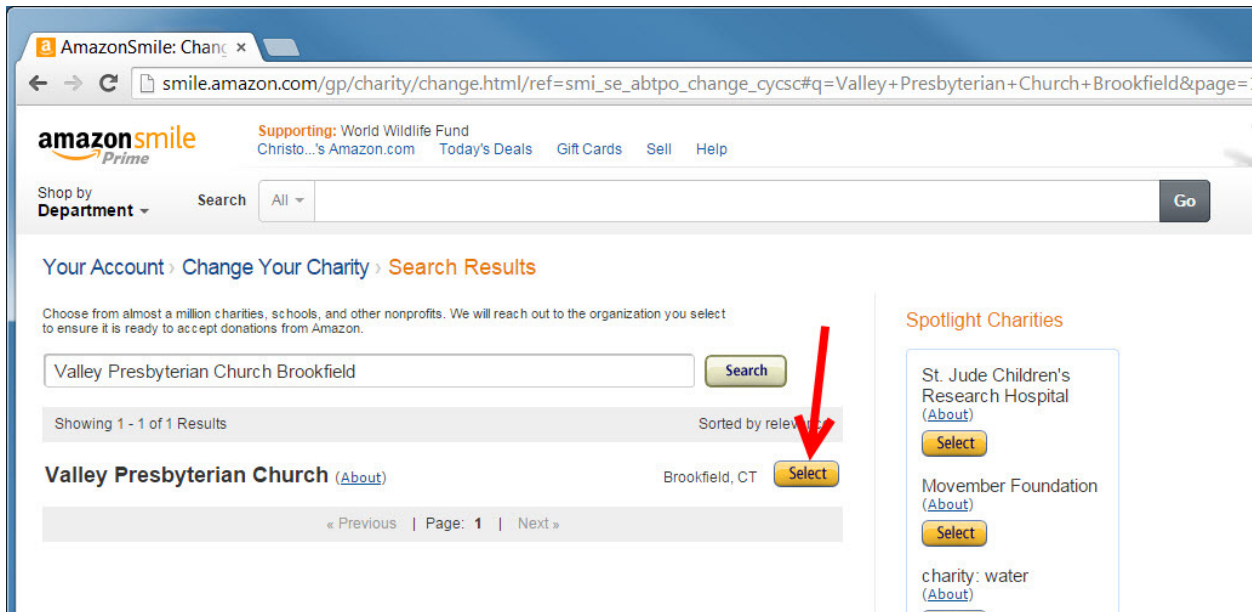 AmazonSmile: Chang ×
smile.amazon.com/gp/charity/change.html/ref=smi_se_abtpo_change_cycsc#q=Valley+Presbyterian+Church+Brookfield&page=
amazonsmile
Prime
Supporting: World Wildlife Fund
Christo...'s Amazon.com Today's Deals Gift Cards Sell Help
Shop by
Department
Search All Go
Your Account › Change Your Charity › Search Results
Choose from almost a million charities, schools, and other nonprofits. We will reach out to the organization you select
to ensure it is ready to accept donations from Amazon.
Valley Presbyterian Church Brookfield Search
Showing 1 - 1 of 1 Results Sorted by relevance
Valley Presbyterian Church (About) Brookfield, CT Select
« Previous | Page: 1 | Next »
Spotlight Charities
St. Jude Children's
Research Hospital
(About)
Select
Movember Foundation
(About)
Select
charity: water
(About)